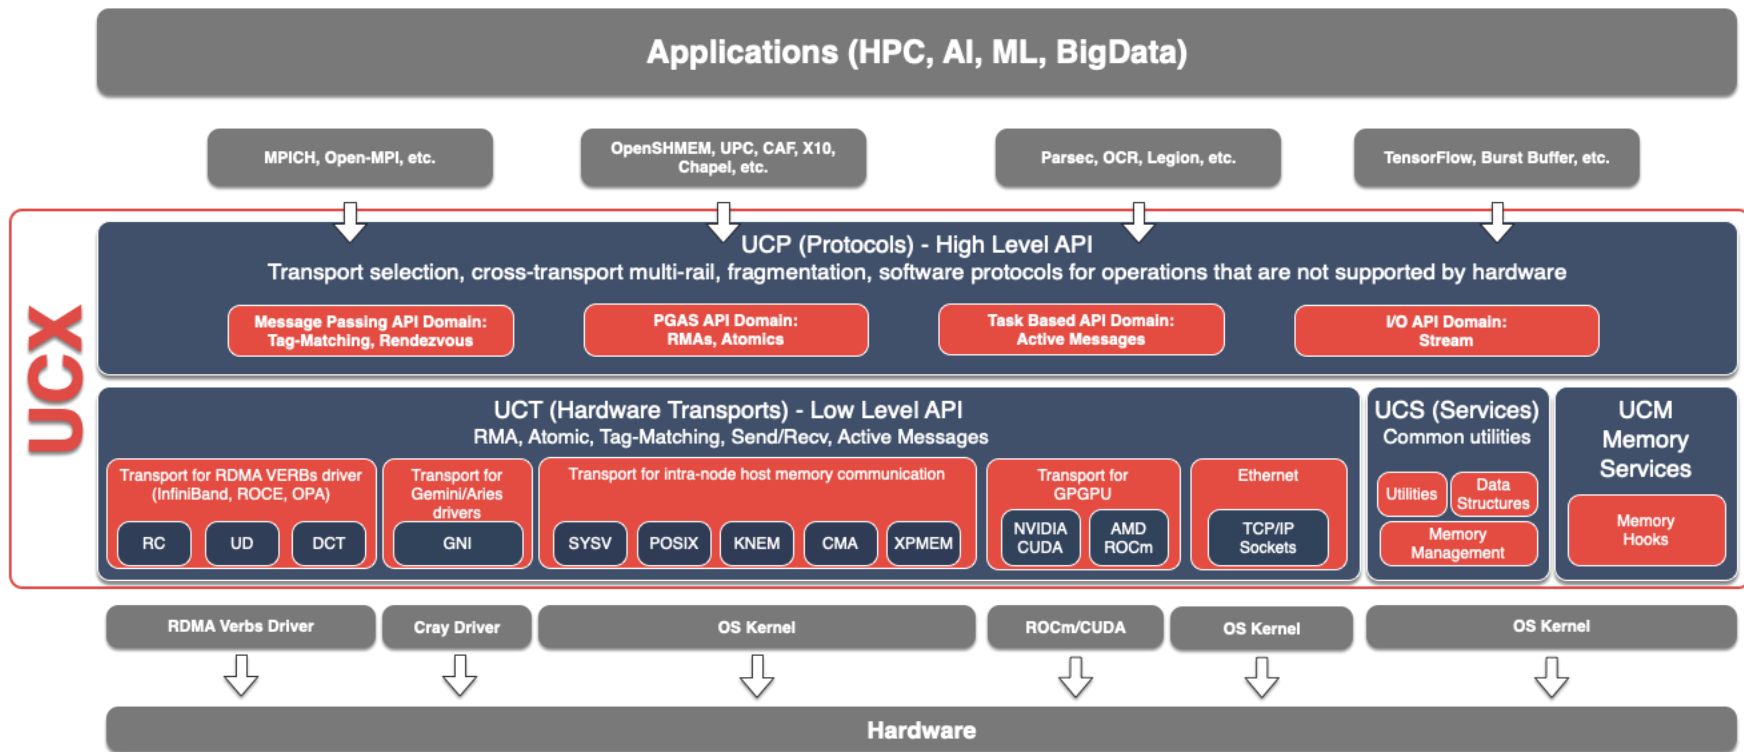 Applications (HPC, AI, ML, BigData)
MPICH, Open-MPI, etc.
OpenSHMEM, UPC, CAF, X10,
Chapel, etc.
Parsec, OCR, Legion, etc.
TensorFlow, Burst Buffer, etc.
UCX
UCP (Protocols) - High Level API
Transport selection, cross-transport multi-rail, fragmentation, software protocols for operations that are not supported by hardware
Message Passing API Domain:
Tag-Matching, Rendezvous
PGAS API Domain:
RMAs, Atomics
Task Based API Domain:
Active Messages
I/O API Domain:
Stream
UCT (Hardware Transports) - Low Level API
RMA, Atomic, Tag-Matching, Send/Recv, Active Messages
Transport for RDMA VERBs driver
(InfiniBand, ROCE, OPA)
RC
UD
DCT
Transport for
Gemini/Aries
drivers
GNI
Transport for intra-node host memory communication
SYSV
POSIX
KNEM
CMA
XPMEM
Transport for
GPGPU
NVIDIA
CUDA
AMD
ROCm
Ethernet
TCP/IP
Sockets
UCS (Services)
Common utilities
Utilities
Data
Structures
Memory
Management
UCM
Memory
Services
Memory
Hooks
RDMA Verbs Driver
Cray Driver
OS Kernel
ROCm/CUDA
OS Kernel
OS Kernel
Hardware